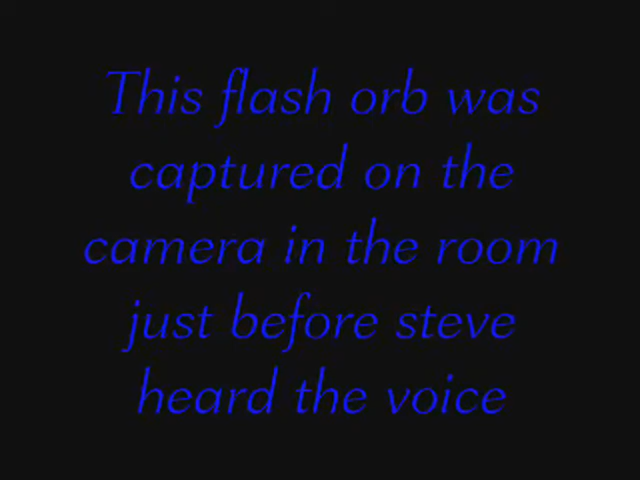 This flash orb was
captured on the
camera in the room
just before steve
heard the voice